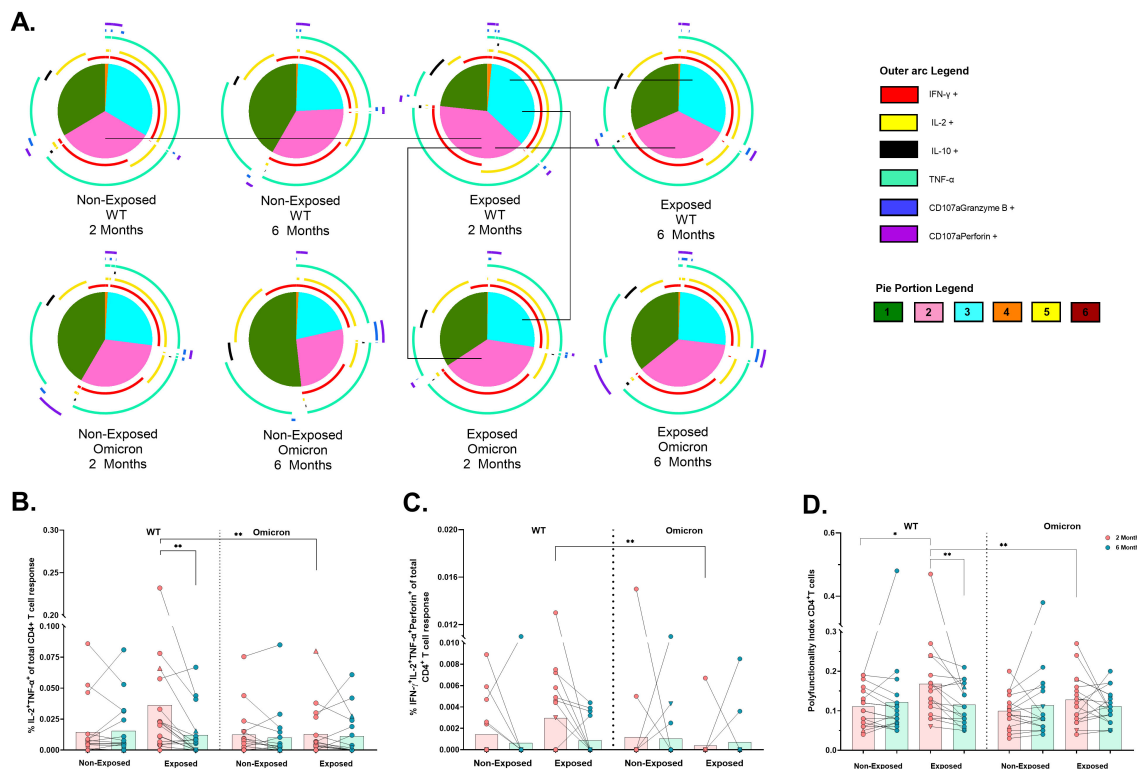 A.
Non-Exposed
WT
2 Months
Non-Exposed
WT
6 Months
Exposed
WT
2 Months
Exposed
WT
6 Months
Outer arc Legend
IFN-γ +
IL-2 +
IL-10 +
TNF-α
CD107aGranzyme B +
CD107aPerforin +
Pie Portion Legend
1 2 3 4 5 6
Non-Exposed
Omicron
2 Months
Non-Exposed
Omicron
6 Months
Exposed
Omicron
2 Months
Exposed
Omicron
6 Months
B.
% IL-2+TNF-α+ of total CD4+ T cell response
WT Omicron
** **
0.30
0.25
0.20
0.100
0.075
0.050
0.025
0.000
Non-Exposed Exposed Non-Exposed Exposed
C.
% IFN-γ+IL-2+TNF-α+Perforin+ of total
CD4+ T cell response
WT Omicron
**
0.020
0.016
0.012
0.008
0.006
0.004
0.002
0.000
Non-Exposed Exposed Non-Exposed Exposed
D.
Polyfunctionality Index CD4+T cells
WT Omicron
* ** **
2 Month
6 Month
0.6
0.4
0.2
0.2
0.1
0.0
Non-Exposed Exposed Non-Exposed Exposed